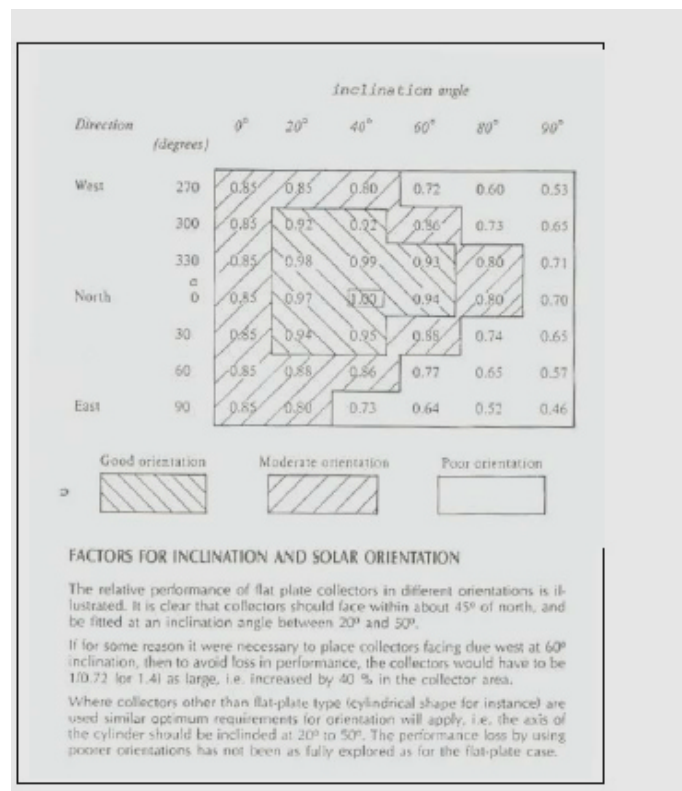 inclination angle
Direction (degrees) 0° 20° 40° 60° 80° 90°
West 270 0.85 0.85 0.80 0.72 0.60 0.53
300 0.85 0.92 0.92 0.86 0.73 0.65
330 0.85 0.98 0.99 0.93 0.80 0.71
North 0 0.85 0.97 1.00 0.94 0.80 0.70
30 0.85 0.94 0.95 0.88 0.74 0.65
60 0.85 0.88 0.86 0.77 0.65 0.57
East 90 0.85 0.80 0.73 0.64 0.52 0.46
Good orientation Moderate orientation Poor orientation
FACTORS FOR INCLINATION AND SOLAR ORIENTATION
The relative performance of flat plate collectors in different orientations is il-
lustrated. It is clear that collectors should face within about 45° of north, and
be fitted at an inclination angle between 20° and 50°.
If for some reason it were necessary to place collectors facing due west at 60°
inclination, then to avoid loss in performance, the collectors would have to be
1/0.72 (or 1.4) as large, i.e. increased by 40 % in the collector area.
Where collectors other than flat-plate type (cylindrical shape for instance) are
used similar optimum requirements for orientation will apply, i.e. the axis of
the cylinder should be inclinded at 20° to 50°. The performance loss by using
poorer orientations has not been as fully explored as for the flat-plate case.